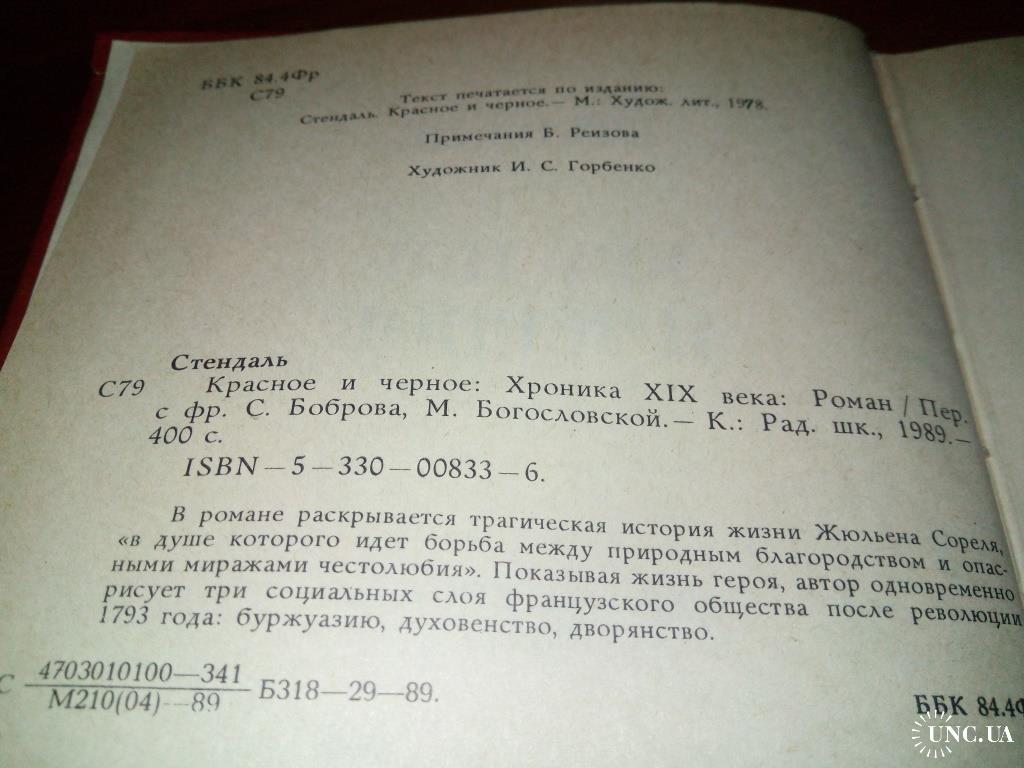 ББК 84.4Фр
С79
Текст печатается по изданию:
Стендаль. Красное и черное.— М.: Худож. лит., 1978.
Примечания Б. Реизова
Художник И. С. Горбенко
Стендаль
С79 Красное и черное: Хроника XIX века: Роман / Пер.
с фр. С. Боброва, М. Богословской.— К.: Рад. шк., 1989.—
400 с.
ISBN—5—330—00833—6.
В романе раскрывается трагическая история жизни Жюльена Сореля,
«в душе которого идет борьба между природным благородством и опас-
ными миражами честолюбия». Показывая жизнь героя, автор одновременно
рисует три социальных слоя французского общества после революции
1793 года: буржуазию, духовенство, дворянство.
С 4703010100—341
М210(04)—89 Б318—29—89.
ББК 84.4Ф
UNC.UA